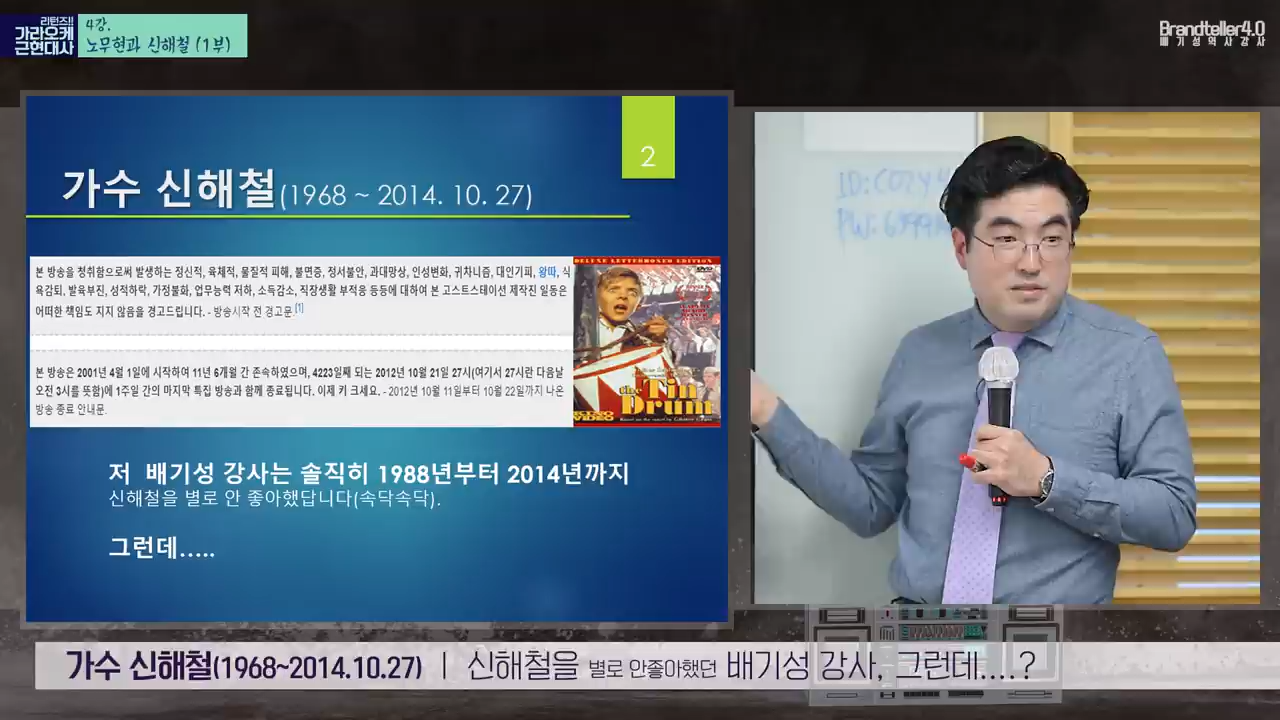 리턴즈!!
가라오케
근현대사
4강.
노무현과 신해철 (1부)
Brandteller4.0
배기성역사강사
2
가수 신해철(1968 ~ 2014. 10. 27)
본 방송을 청취함으로써 발생하는 정신적, 육체적, 물질적 피해, 불면증, 정서불안, 과대망상, 인성변화, 귀차니즘, 대인기피, 왕따, 식
욕감퇴, 발육부진, 성적하락, 가정불화, 업무능력 저하, 소득감소, 직장생활 부적응 등등에 대하여 본 고스트스테이션 제작진 일동은
어떠한 책임도 지지 않음을 경고드립니다. - 방송시작 전 경고문.[1]
본 방송은 2001년 4월 1일에 시작하여 11년 6개월 간 존속하였으며, 4223일째 되는 2012년 10월 21일 27시(여기서 27시란 다음날
오전 3시를 뜻함)에 1주일 간의 마지막 특집 방송과 함께 종료됩니다. 이제 키 크세요. - 2012년 10월 11일부터 10월 22일까지 나온
방송 종료 안내문.
DELUXE LETTERBOXED EDITION
DVD
the Tin
Drum
KINO
VIDEO
저 배기성 강사는 솔직히 1988년부터 2014년까지
신해철을 별로 안 좋아했답니다(속닥속닥).
그런데.....
ID:COZY4
가수 신해철(1968~2014.10.27) | 신해철을 별로 안좋아했던 배기성 강사, 그런데....?